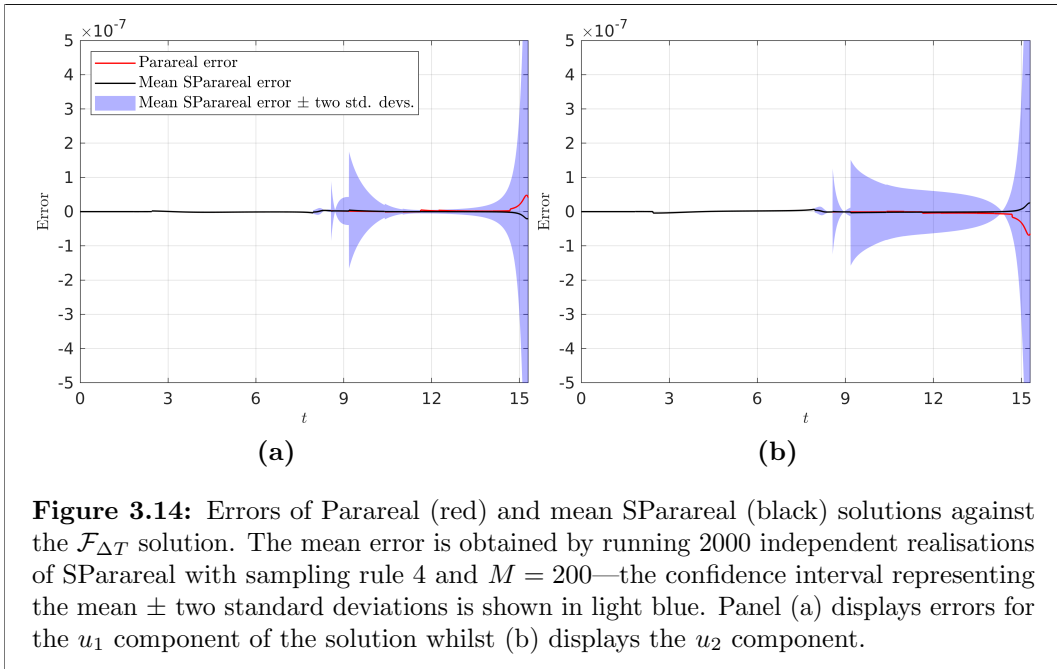 ×10⁻⁷
5
4
3
2
1
0
-1
-2
-3
-4
-5
Error
Parareal error
Mean SParareal error
Mean SParareal error ± two std. devs.
0 3 6 9 12 15
t
(a)
×10⁻⁷
5
4
3
2
1
0
-1
-2
-3
-4
-5
Error
0 3 6 9 12 15
t
(b)
Figure 3.14: Errors of Parareal (red) and mean SParareal (black) solutions against
the 𝓕_ΔT solution. The mean error is obtained by running 2000 independent realisations
of SParareal with sampling rule 4 and M = 200—the confidence interval representing
the mean ± two standard deviations is shown in light blue. Panel (a) displays errors for
the u₁ component of the solution whilst (b) displays the u₂ component.